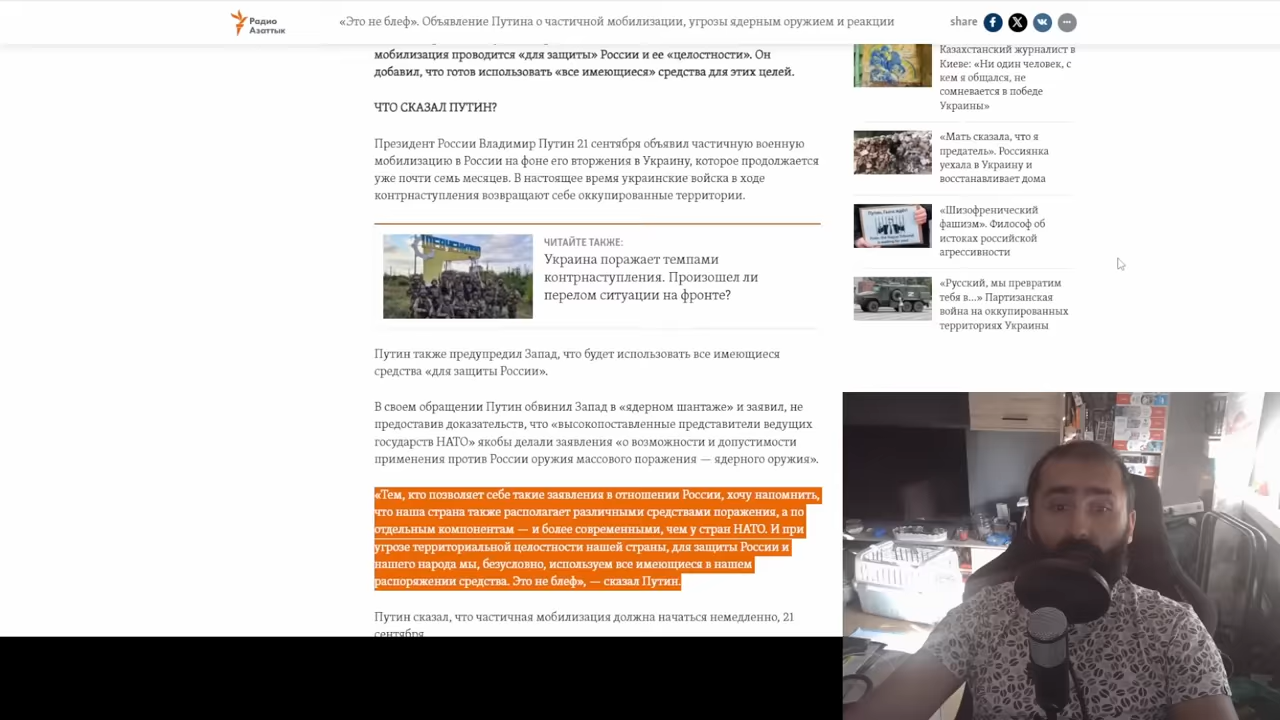 Радио
Азаттык
«Это не блеф». Объявление Путина о частичной мобилизации, угрозы ядерным оружием и реакции
share
мобилизация проводится «для защиты» России и ее «целостности». Он
добавил, что готов использовать «все имеющиеся» средства для этих целей.
ЧТО СКАЗАЛ ПУТИН?
Президент России Владимир Путин 21 сентября объявил частичную военную
мобилизацию в России на фоне его вторжения в Украину, которое продолжается
уже почти семь месяцев. В настоящее время украинские войска в ходе
контрнаступления возвращают себе оккупированные территории.
ЧИТАЙТЕ ТАКЖЕ:
Украина поражает темпами
контрнаступления. Произошел ли
перелом ситуации на фронте?
Путин также предупредил Запад, что будет использовать все имеющиеся
средства «для защиты России».
В своем обращении Путин обвинил Запад в «ядерном шантаже» и заявил, не
предоставив доказательств, что «высокопоставленные представители ведущих
государств НАТО» якобы делали заявления «о возможности и допустимости
применения против России оружия массового поражения — ядерного оружия».
«Тем, кто позволяет себе такие заявления в отношении России, хочу напомнить,
что наша страна также располагает различными средствами поражения, а по
отдельным компонентам — и более современными, чем у стран НАТО. И при
угрозе территориальной целостности нашей страны, для защиты России и
нашего народа мы, безусловно, используем все имеющиеся в нашем
распоряжении средства. Это не блеф», — сказал Путин.
Путин сказал, что частичная мобилизация должна начаться немедленно, 21
сентября
Казахстанский журналист в
Киеве: «Ни один человек, с
кем я общался, не
сомневается в победе
Украины»
«Мать сказала, что я
предатель». Россиянка
уехала в Украину и
восстанавливает дома
«Шизофренический
фашизм». Философ об
истоках российской
агрессивности
«Русский, мы превратим
тебя в...» Партизанская
война на оккупированных
территориях Украины